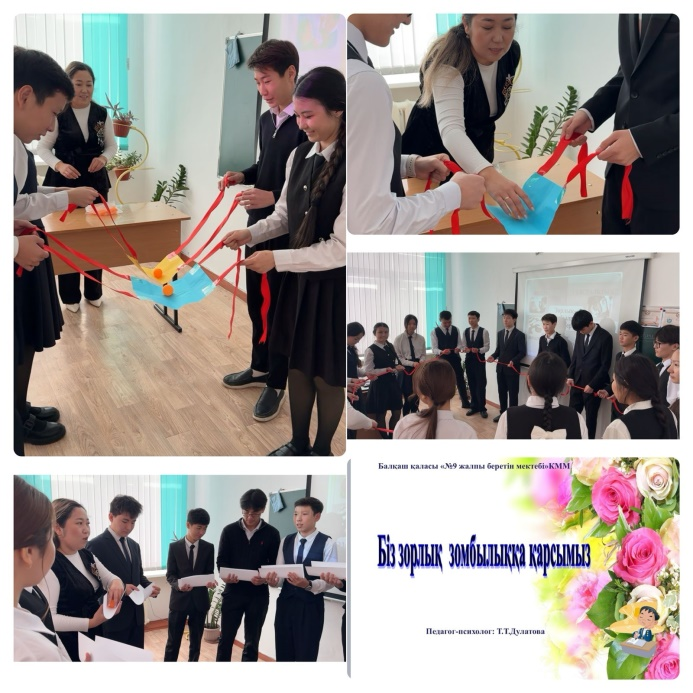 Балқаш қаласы «№9 жалпы беретін мектебі»КММ
Біз зорлық зомбылыққа қарсымыз
Педагог-психолог: Т.Т.Дулатова